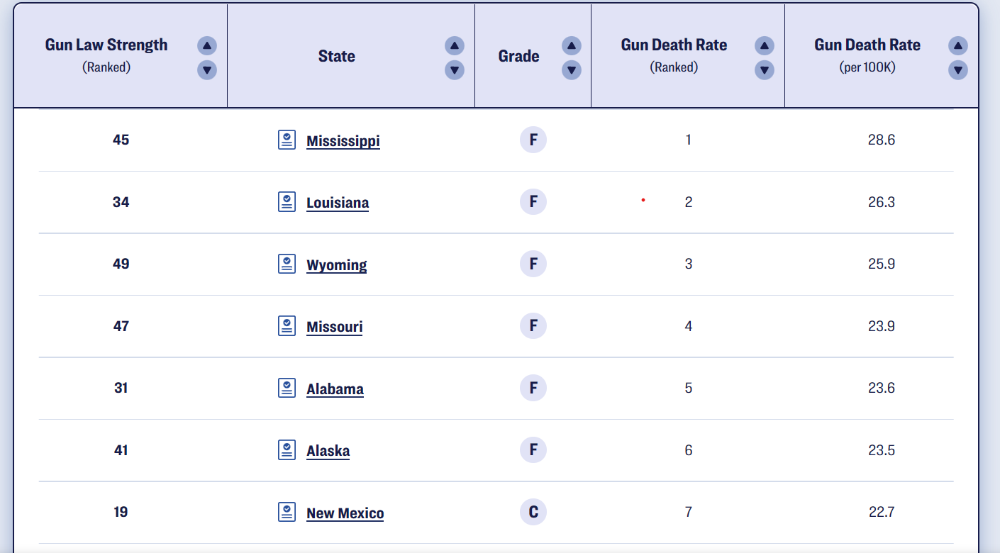 Gun Law Strength
(Ranked)
State
Grade
Gun Death Rate
(Ranked)
Gun Death Rate
(per 100K)
45 Mississippi F 1 28.6
34 Louisiana F 2 26.3
49 Wyoming F 3 25.9
47 Missouri F 4 23.9
31 Alabama F 5 23.6
41 Alaska F 6 23.5
19 New Mexico C 7 22.7